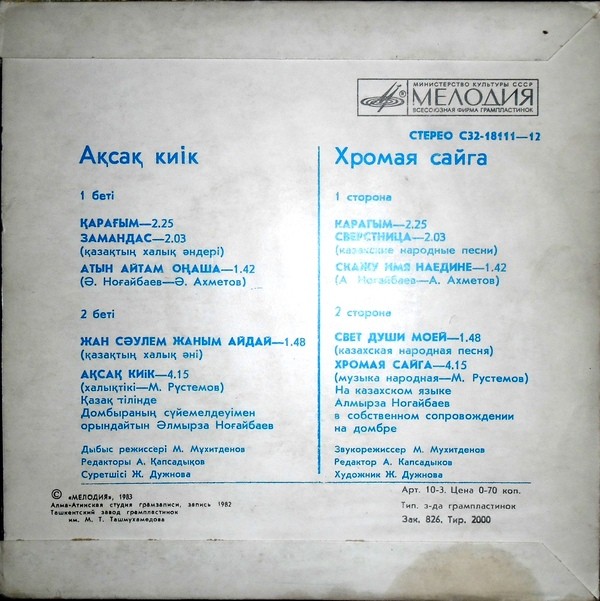 МИНИСТЕРСТВО КУЛЬТУРЫ СССР
МЕЛОДИЯ
ВСЕСОЮЗНАЯ ФИРМА ГРАМПЛАСТИНОК
СТЕРЕО С32-18111—12
Ақсақ киік
1 беті
ҚАРАҒЫМ—2.25
ЗАМАНДАС—2.03
(қазақтың халық әндері)
АТЫН АЙТАМ ОҢАША—1.42
(Ә. Ноғайбаев—Ә. Ахметов)
2 беті
ЖАН СӘУЛЕМ ЖАНЫМ АЙДАЙ—1.48
(қазақтың халық әні)
АҚСАҚ КИІК—4.15
(халықтікі—М. Рүстемов)
Қазақ тілінде
Домбыраның сүйемелдеуімен
орындайтын Әлмырза Ноғайбаев
Дыбыс режиссері М. Мұхитденов
Редакторы А. Қапсадықов
Суретшісі Ж. Дужнова
Хромая сайга
1 сторона
КАРАГЫМ—2.25
СВЕРСТНИЦА—2.03
(казахские народные песни)
СКАЖУ ИМЯ НАЕДИНЕ—1.42
(А. Ногайбаев—А. Ахметов)
2 сторона
СВЕТ ДУШИ МОЕЙ—1.48
(казахская народная песня)
ХРОМАЯ САЙГА—4.15
(музыка народная—М. Рустемов)
На казахском языке
Алмырза Ногайбаев
в собственном сопровождении
на домбре
Звукорежиссер М. Мухитденов
Редактор А. Капсадыков
Художник Ж. Дужнова
© «МЕЛОДИЯ», 1983
Алма-Атинская студия грамзаписи, запись 1982
Ташкентский завод грампластинок
им. М. Т. Ташмухамедова
Арт. 10-3. Цена 0-70 коп.
Тип. з-да грампластинок
Зак. 826. Тир. 2000